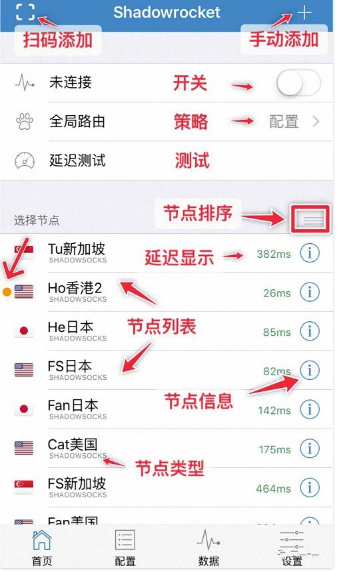 Shadowrocket
扫码添加
手动添加
未连接
开关
全局路由
策略
配置
延迟测试
测试
选择节点
节点排序
Tu新加坡
SHADOWSOCKS
延迟显示
382ms
Ho香港2
SHADOWSOCKS
26ms
节点列表
He日本
SHADOWSOCKS
85ms
FS日本
SHADOWSOCKS
82ms
节点信息
Fan日本
SHADOWSOCKS
142ms
Cat美国
SHADOWSOCKS
175ms
节点类型
FS新加坡
SHADOWSOCKS
464ms
Fan美国
首页
配置
数据
设置